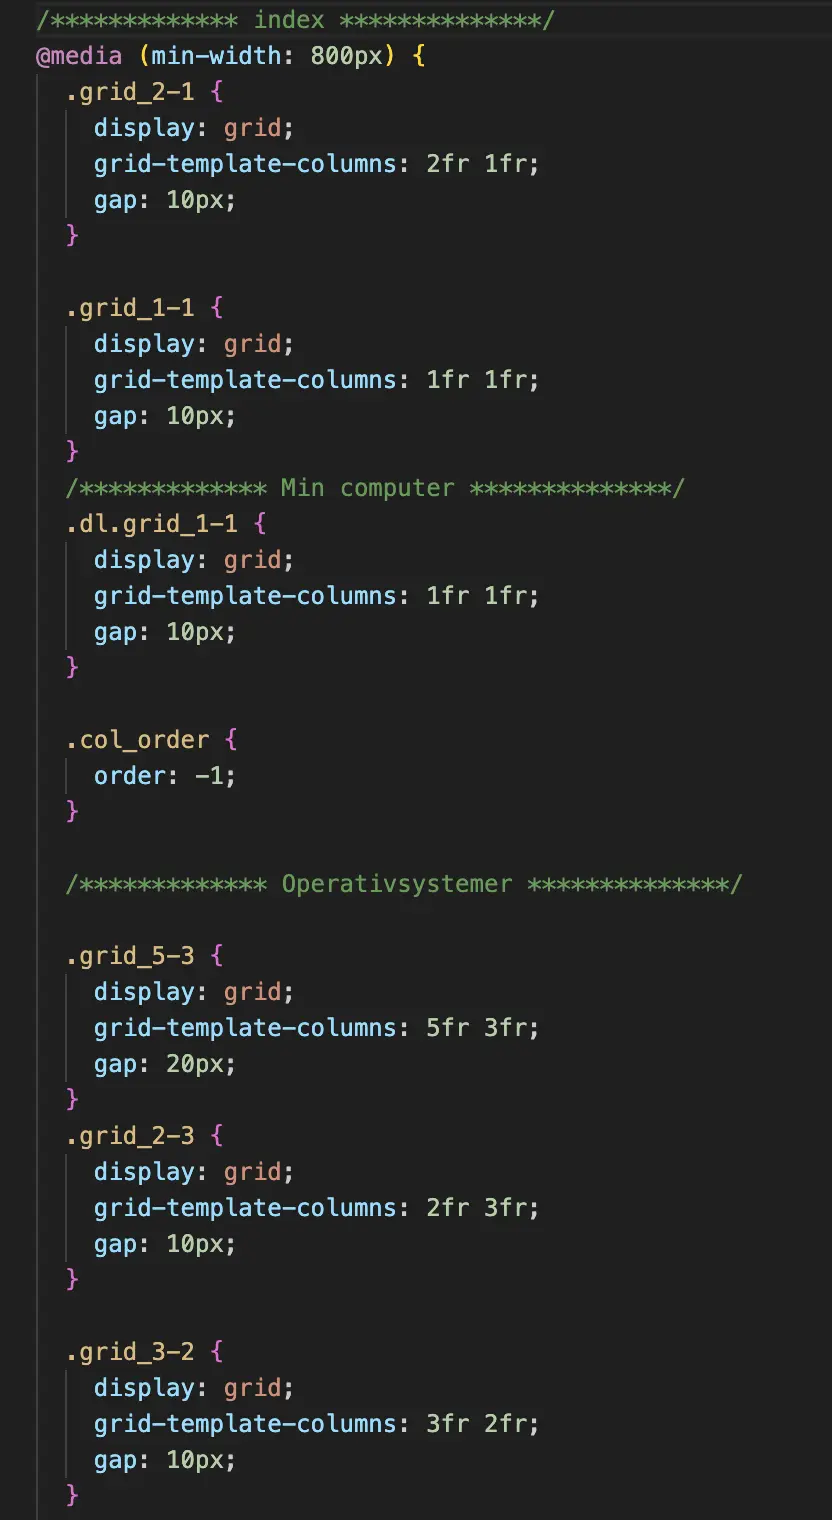 /************* index **************/
@media (min-width: 800px) {
  .grid_2-1 {
    display: grid;
    grid-template-columns: 2fr 1fr;
    gap: 10px;
  }

  .grid_1-1 {
    display: grid;
    grid-template-columns: 1fr 1fr;
    gap: 10px;
  }
  /************* Min computer **************/
  .dl.grid_1-1 {
    display: grid;
    grid-template-columns: 1fr 1fr;
    gap: 10px;
  }

  .col_order {
    order: -1;
  }

  /************* Operativsystemer **************/

  .grid_5-3 {
    display: grid;
    grid-template-columns: 5fr 3fr;
    gap: 20px;
  }
  .grid_2-3 {
    display: grid;
    grid-template-columns: 2fr 3fr;
    gap: 10px;
  }

  .grid_3-2 {
    display: grid;
    grid-template-columns: 3fr 2fr;
    gap: 10px;
  }